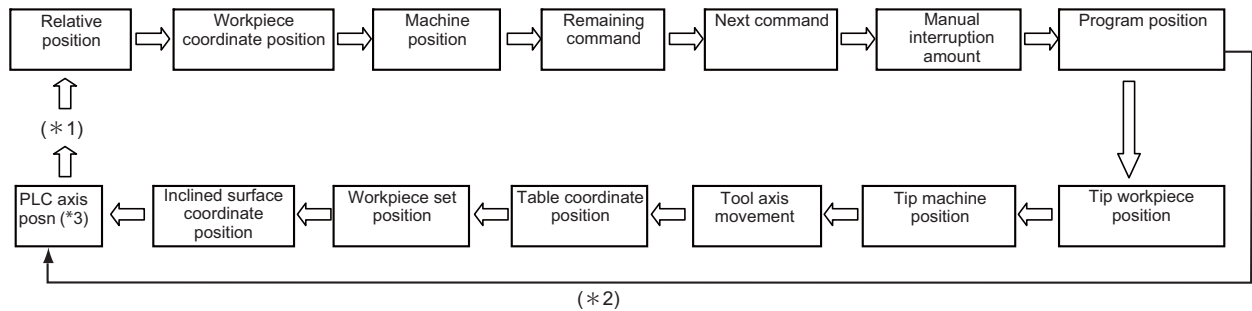 Relative
position
Workpiece
coordinate position
Machine
position
Remaining
command
Next command
Manual
interruption
amount
Program position
(＊1)
PLC axis
posn (*3)
Inclined surface
coordinate
position
Workpiece set
position
Table coordinate
position
Tool axis
movement
Tip machine
position
Tip workpiece
position
(＊2)